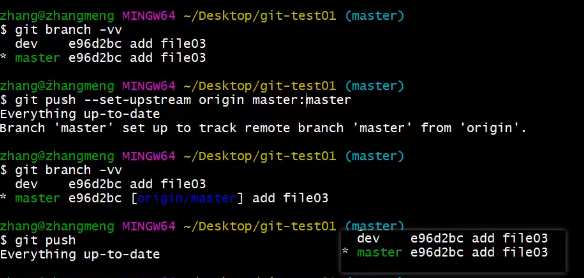 zhang@zhangmeng MINGW64 ~/Desktop/git-test01 (master)
$ git branch -vv
  dev    e96d2bc add file03
* master e96d2bc add file03
zhang@zhangmeng MINGW64 ~/Desktop/git-test01 (master)
$ git push --set-upstream origin master:master
Everything up-to-date
Branch 'master' set up to track remote branch 'master' from 'origin'.
zhang@zhangmeng MINGW64 ~/Desktop/git-test01 (master)
$ git branch -vv
  dev    e96d2bc add file03
* master e96d2bc [origin/master] add file03
zhang@zhangmeng MINGW64 ~/Desktop/git-test01 (master)
$ git push
Everything up-to-date
  dev    e96d2bc add file03
* master e96d2bc add file03